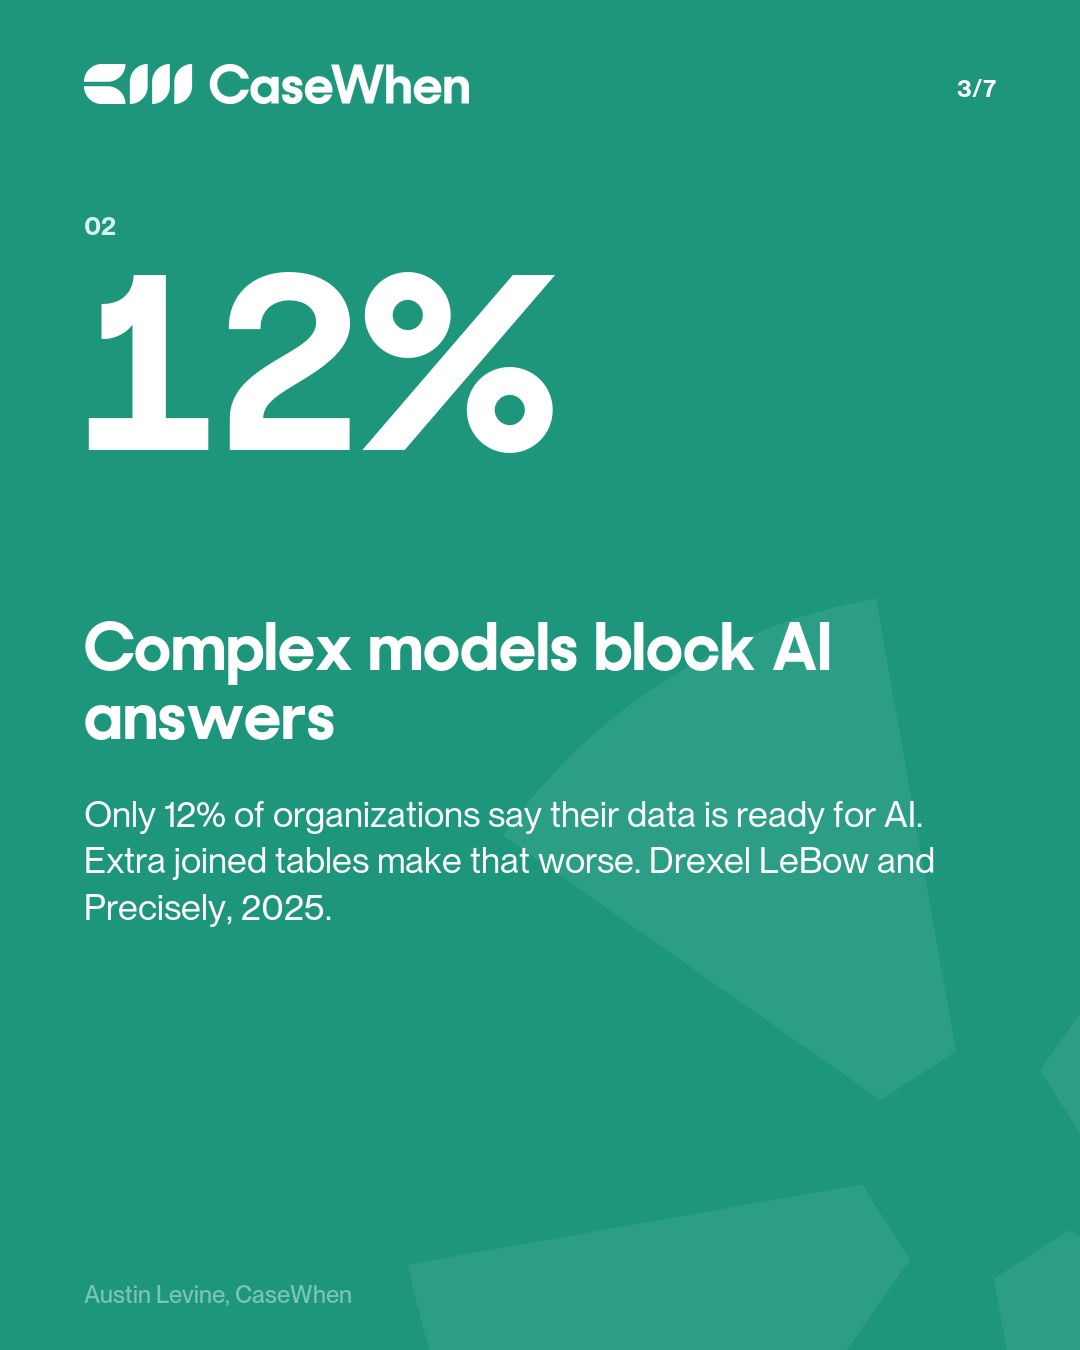 CaseWhen
3/7
02
12%
Complex models block AI
answers
Only 12% of organizations say their data is ready for AI.
Extra joined tables make that worse. Drexel LeBow and
Precisely, 2025.
Austin Levine, CaseWhen